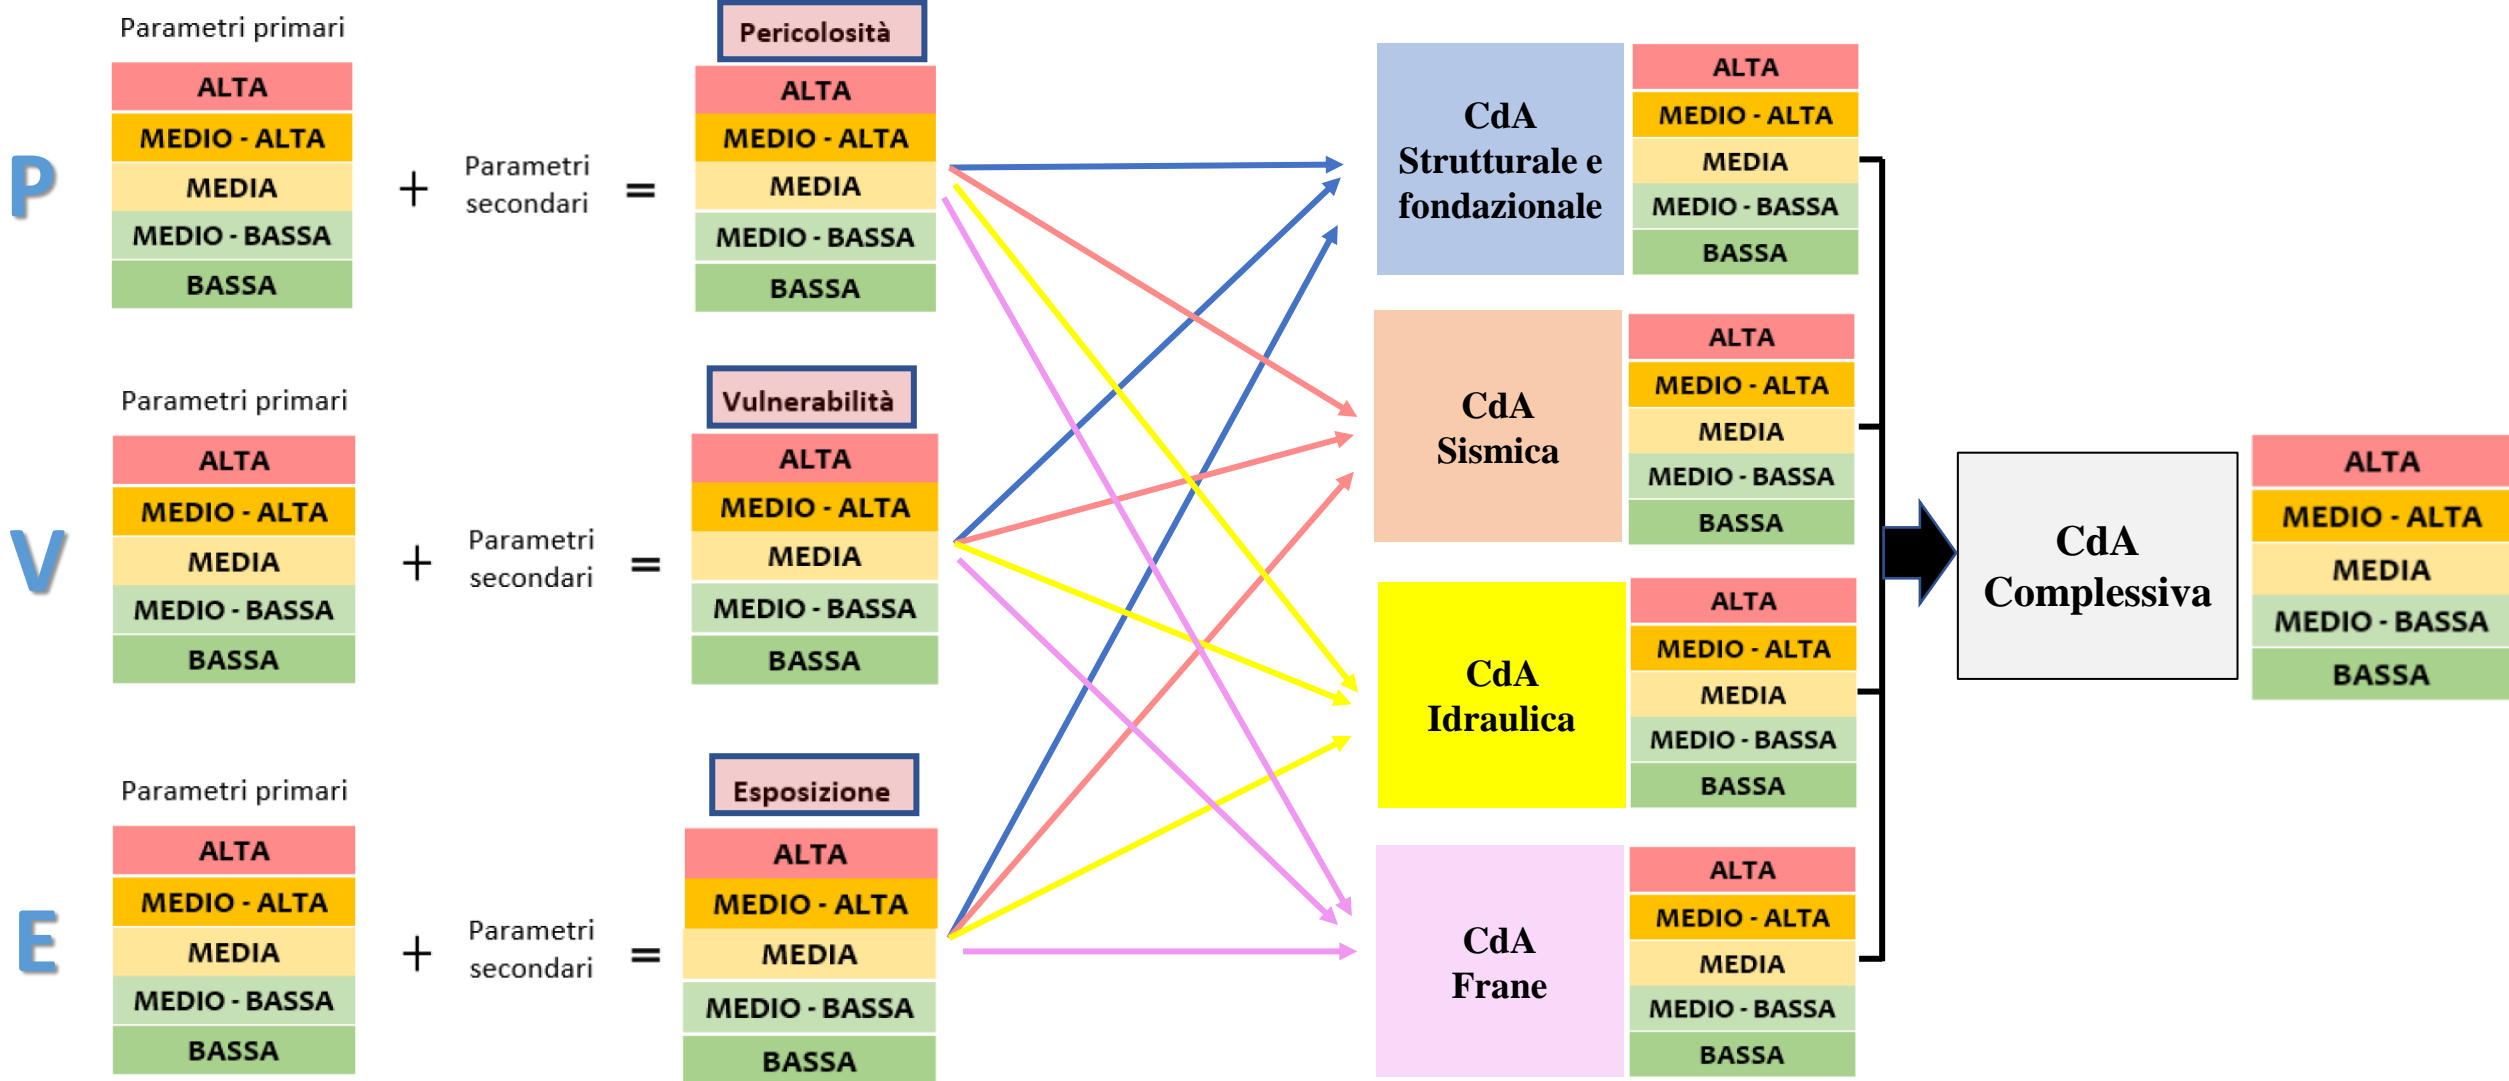 Parametri primari
P
ALTA
MEDIO - ALTA
MEDIA
MEDIO - BASSA
BASSA
+
Parametri
secondari
=
Pericolosità
ALTA
MEDIO - ALTA
MEDIA
MEDIO - BASSA
BASSA
Parametri primari
V
ALTA
MEDIO - ALTA
MEDIA
MEDIO - BASSA
BASSA
+
Parametri
secondari
=
Vulnerabilità
ALTA
MEDIO - ALTA
MEDIA
MEDIO - BASSA
BASSA
Parametri primari
E
ALTA
MEDIO - ALTA
MEDIA
MEDIO - BASSA
BASSA
+
Parametri
secondari
=
Esposizione
ALTA
MEDIO - ALTA
MEDIA
MEDIO - BASSA
BASSA
CdA
Strutturale e
fondazionale
ALTA
MEDIO - ALTA
MEDIA
MEDIO - BASSA
BASSA
CdA
Sismica
ALTA
MEDIO - ALTA
MEDIA
MEDIO - BASSA
BASSA
CdA
Idraulica
ALTA
MEDIO - ALTA
MEDIA
MEDIO - BASSA
BASSA
CdA
Frane
ALTA
MEDIO - ALTA
MEDIA
MEDIO - BASSA
BASSA
CdA
Complessiva
ALTA
MEDIO - ALTA
MEDIA
MEDIO - BASSA
BASSA